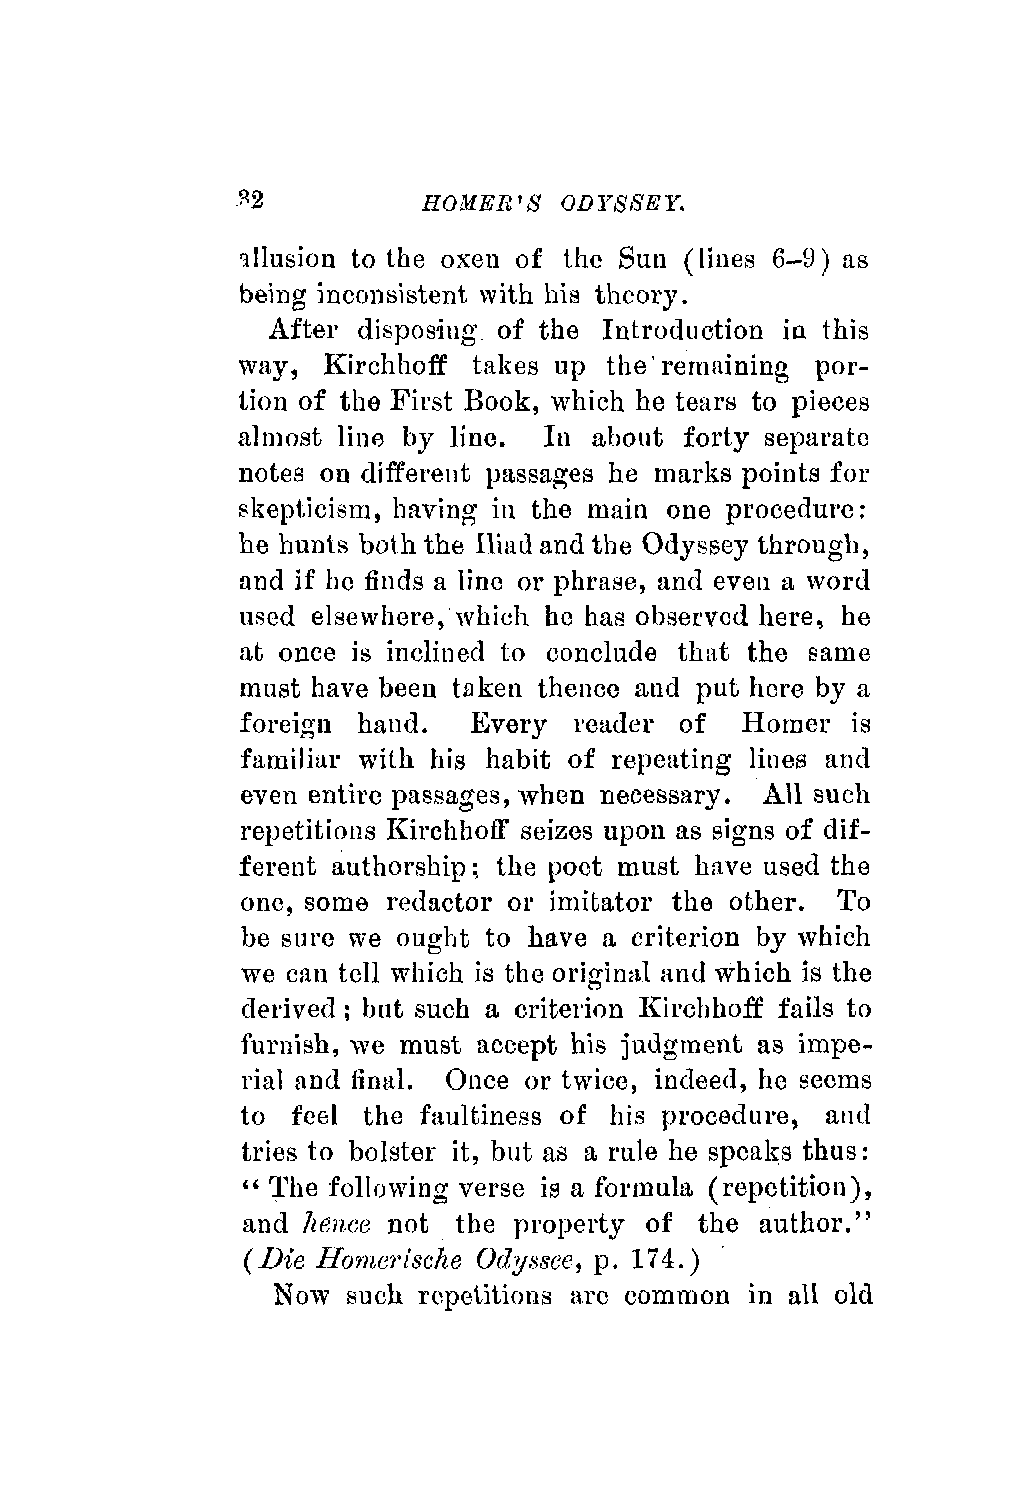 32 HOMER'S ODYSSEY.
allusion to the oxen of the Sun (lines 6–9) as
being inconsistent with his theory.
After disposing of the Introduction in this
way, Kirchhoff takes up the remaining por-
tion of the First Book, which he tears to pieces
almost line by line. In about forty separate
notes on different passages he marks points for
skepticism, having in the main one procedure:
he hunts both the Iliad and the Odyssey through,
and if he finds a line or phrase, and even a word
used elsewhere, which he has observed here, he
at once is inclined to conclude that the same
must have been taken thence and put here by a
foreign hand. Every reader of Homer is
familiar with his habit of repeating lines and
even entire passages, when necessary. All such
repetitions Kirchhoff seizes upon as signs of dif-
ferent authorship; the poet must have used the
one, some redactor or imitator the other. To
be sure we ought to have a criterion by which
we can tell which is the original and which is the
derived; but such a criterion Kirchhoff fails to
furnish, we must accept his judgment as impe-
rial and final. Once or twice, indeed, he seems
to feel the faultiness of his procedure, and
tries to bolster it, but as a rule he speaks thus:
“The following verse is a formula (repetition),
and hence not the property of the author.”
(Die Homerische Odyssee, p. 174.)
Now such repetitions are common in all old